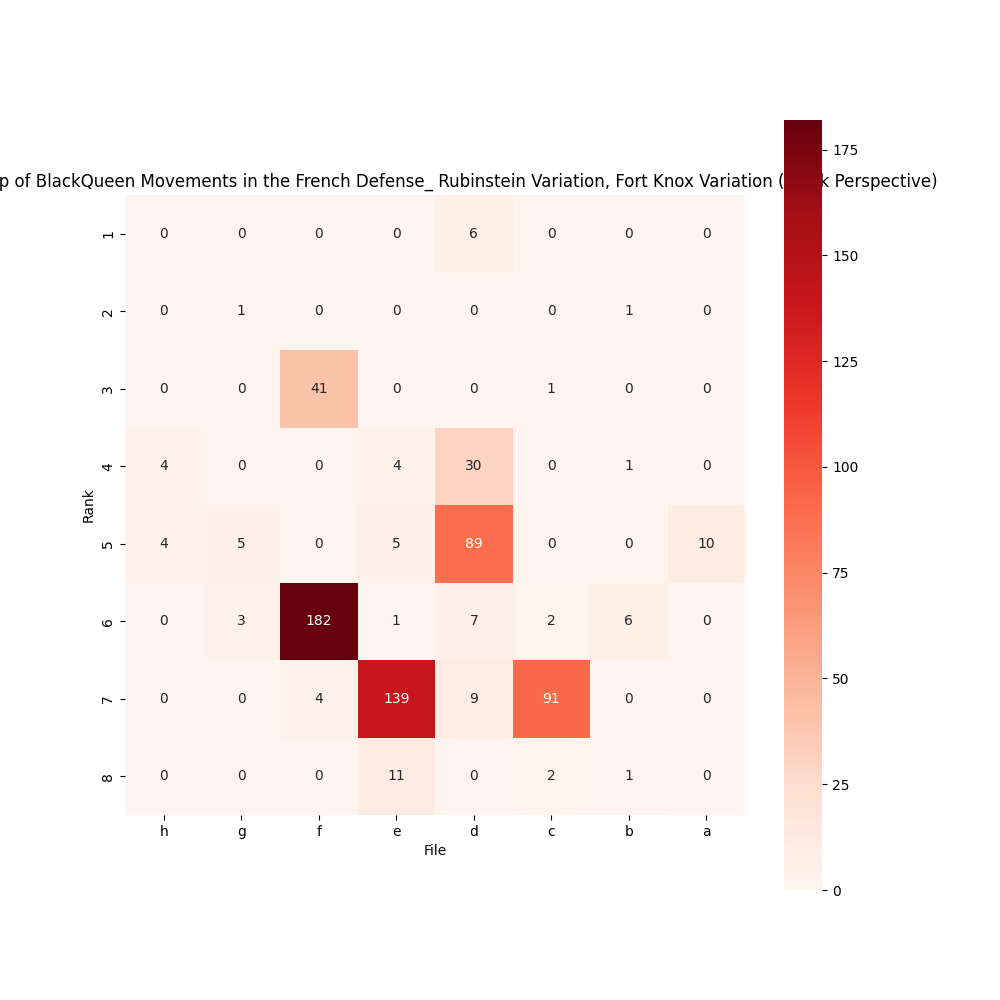 p of BlackQueen Movements in the French Defense_ Rubinstein Variation, Fort Knox Variation ( k Perspective)
175
150
125
100
75
50
25
0
Rank
1 0 0 0 0 6 0 0 0
2 0 1 0 0 0 0 1 0
3 0 0 41 0 0 1 0 0
4 4 0 0 4 30 0 1 0
5 4 5 0 5 89 0 0 10
6 0 3 182 1 7 2 6 0
7 0 0 4 139 9 91 0 0
8 0 0 0 11 0 2 1 0
h g f e d c b a
File